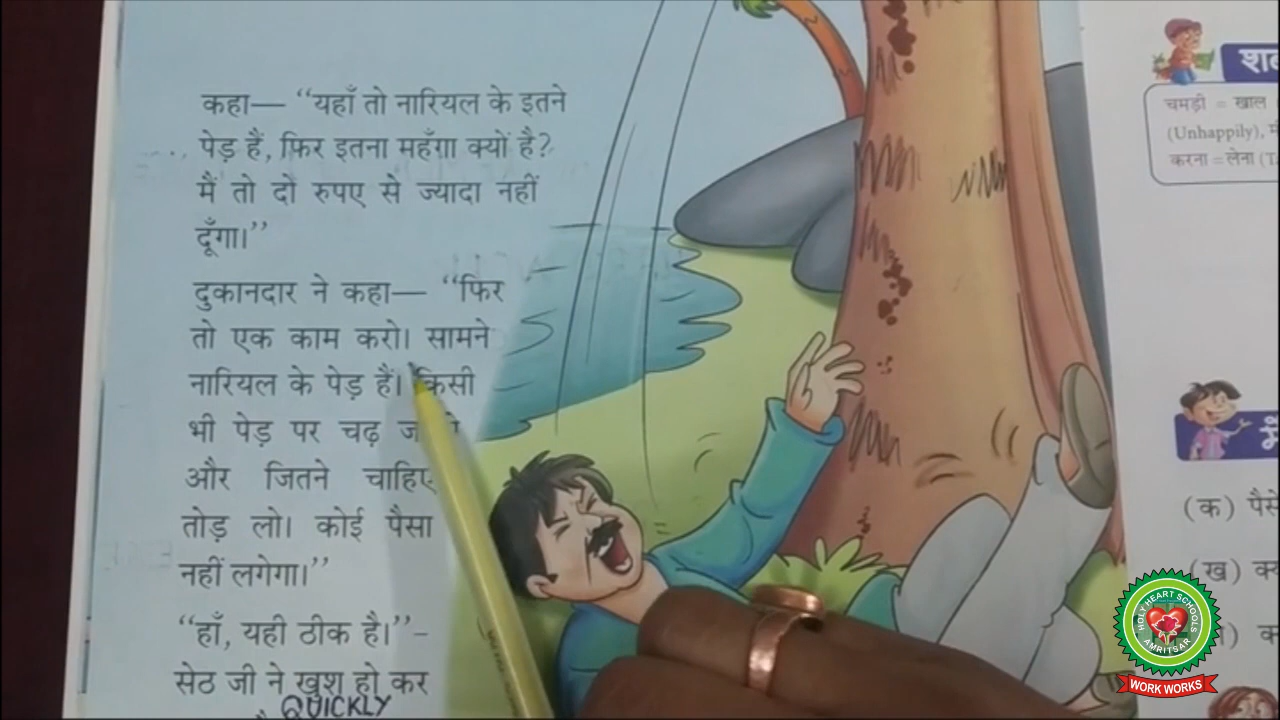 कहा— “यहाँ तो नारियल के इतने
पेड़ हैं, फिर इतना महँगा क्यों है?
मैं तो दो रुपए से ज्यादा नहीं
दूँगा।”
दुकानदार ने कहा— “फिर
तो एक काम करो। सामने
नारियल के पेड़ हैं। किसी
भी पेड़ पर चढ़
और जितने चाहिए
तोड़ लो। कोई पैसा
नहीं लगेगा।”
“हाँ, यही ठीक है।”–
सेठ जी ने खुश हो कर
QUICKLY
चमड़ी = खाल
(Unhappily),
करना = लेना
(क) पैसे
(ख)
HOLY HEART SCHOOLS
AMRITSAR
WORK WORKS